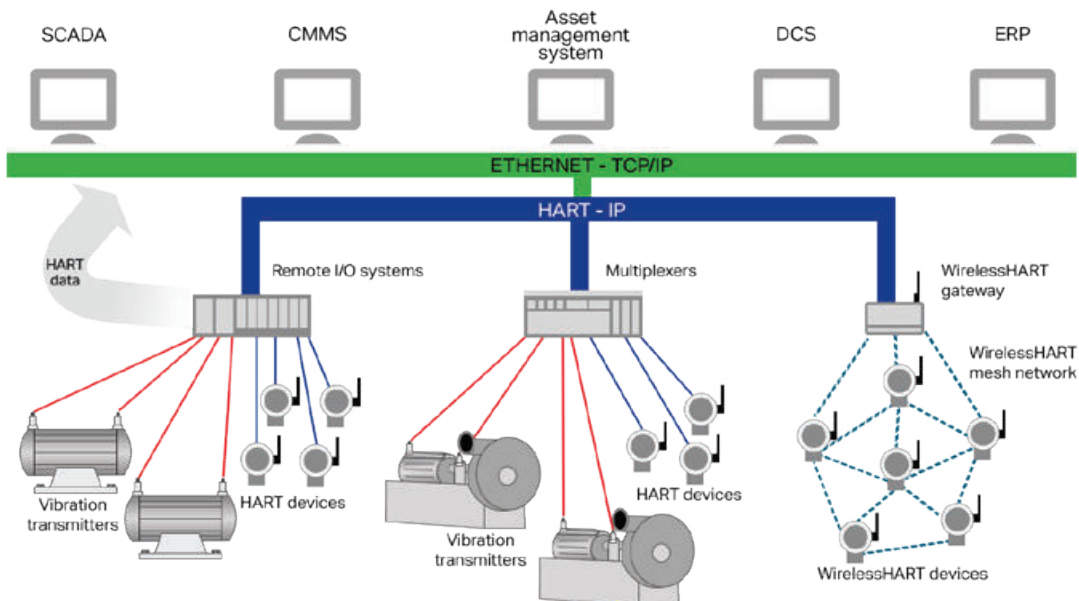 SCADA
CMMS
Asset
management
system
DCS
ERP
ETHERNET - TCP/IP
HART - IP
HART
data
Remote I/O systems
Multiplexers
WirelessHART
gateway
WirelessHART
mesh network
Vibration
transmitters
HART devices
Vibration
transmitters
HART devices
WirelessHART devices